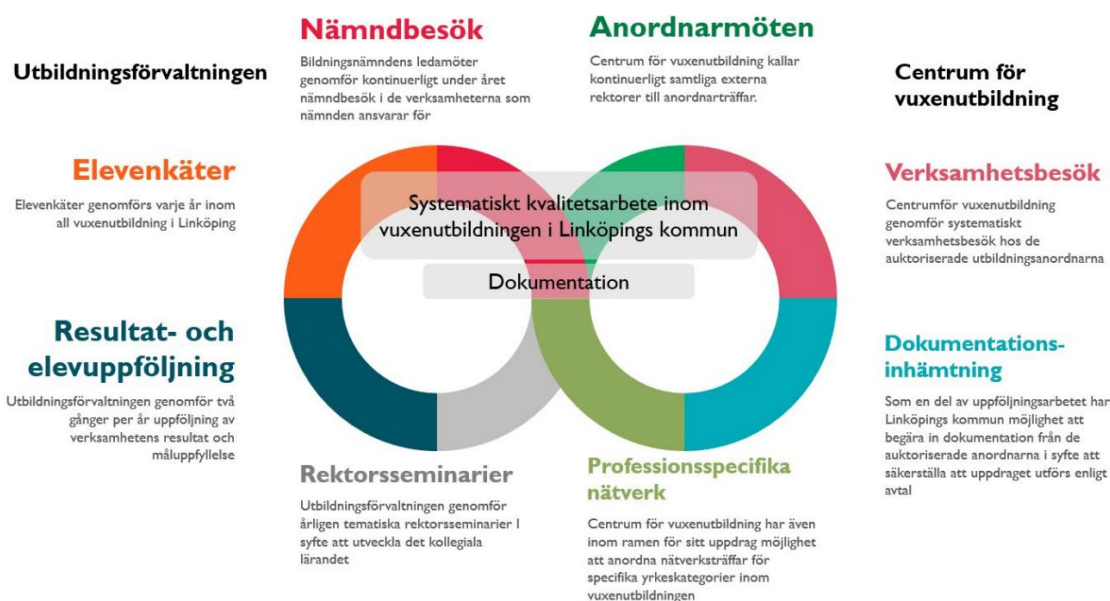 Utbildningsförvaltningen
Nämndbesök
Bildningsnämndens ledamöter
genomför kontinuerligt under året
nämndbesök i de verksamheterna som
nämnden ansvarar för
Anordnarmöten
Centrum för vuxenutbildning kallar
kontinuerligt samtliga externa
rektorer till anordnarträffar.
Centrum för
vuxenutbildning
Elevenkäter
Elevenkäter genomförs varje år inom
all vuxenutbildning i Linköping
Systematiskt kvalitetsarbete inom
vuxenutbildningen i Linköpings kommun
Dokumentation
Verksamhetsbesök
Centrumför vuxenutbildning
genomför systematiskt
verksamhetsbesök hos de
auktoriserade utbildningsanordnarna
Resultat- och
elevuppföljning
Utbildningsförvaltningen genomför två
gånger per år uppföljning av
verksamhetens resultat och
måluppfyllelse
Dokumentations-
inhämtning
Som en del av uppföljningsarbetet har
Linköpings kommun möjlighet att
begära in dokumentation från de
auktoriserade anordnarna i syfte att
säkerställa att uppdraget utförs enligt
avtal
Rektorsseminarier
Utbildningsförvaltningen genomför
årligen tematiska rektorsseminarier I
syfte att utveckla det kollegiala
lärandet
Professionsspecifika
nätverk
Centrum för vuxenutbildning har även
inom ramen för sitt uppdrag möjlighet
att anordna nätverksträffar för
specifika yrkeskategorier inom
vuxenutbildningen